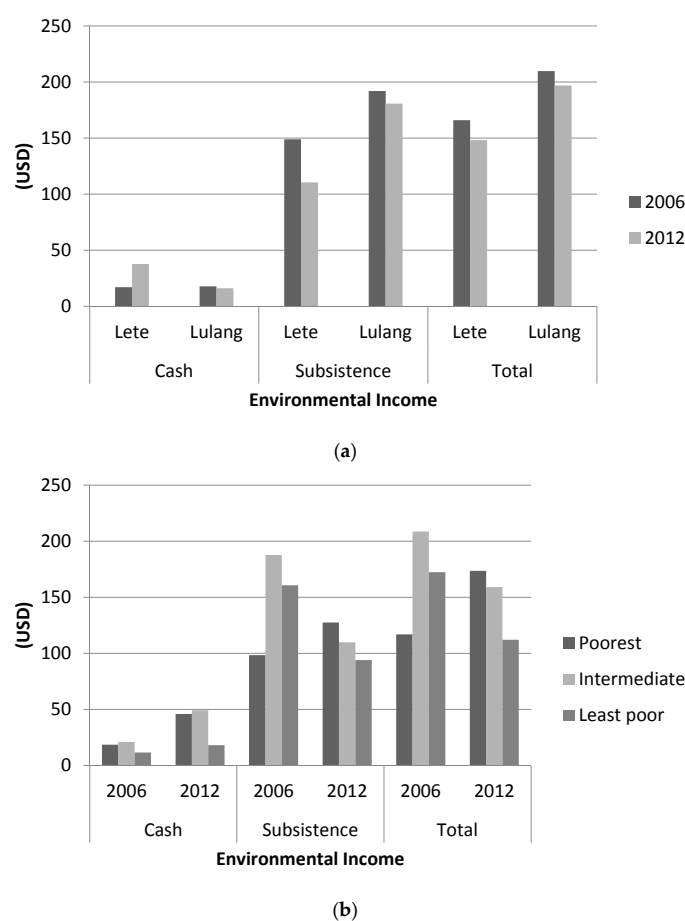 250
200
150
100
50
0
(USD)
Lete Lulang Lete Lulang Lete Lulang
Cash Subsistence Total
Environmental Income
2006
2012
(a)
250
200
150
100
50
0
(USD)
2006 2012 2006 2012 2006 2012
Cash Subsistence Total
Environmental Income
Poorest
Intermediate
Least poor
(b)